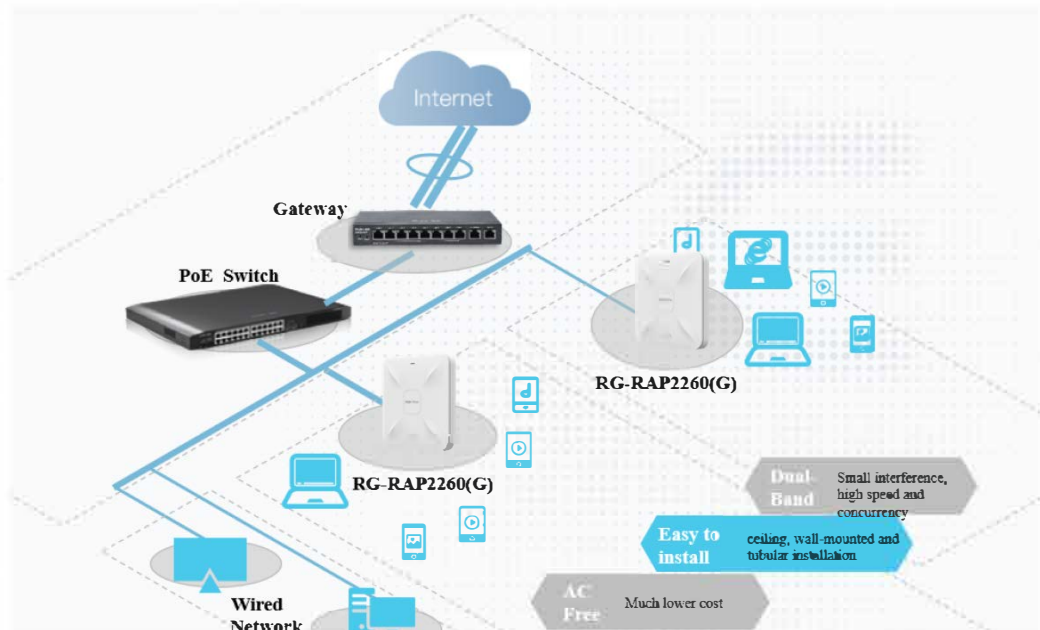 Internet
Gateway
PoE Switch
RG-RAP2260(G)
RG-RAP2260(G)
Dual-
Band
Small interference,
high speed and
concurrency
Easy to
install
ceiling, wall-mounted and
tubular installation
AC
Free
Much lower cost
Wired
Network